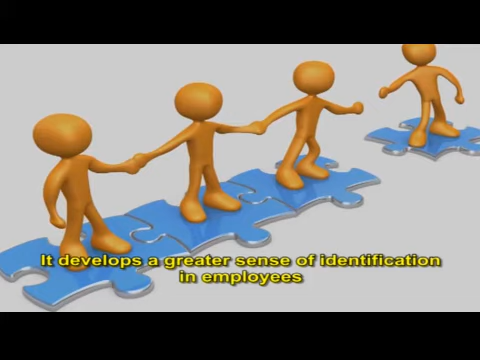 It develops a greater sense of identification
in employees